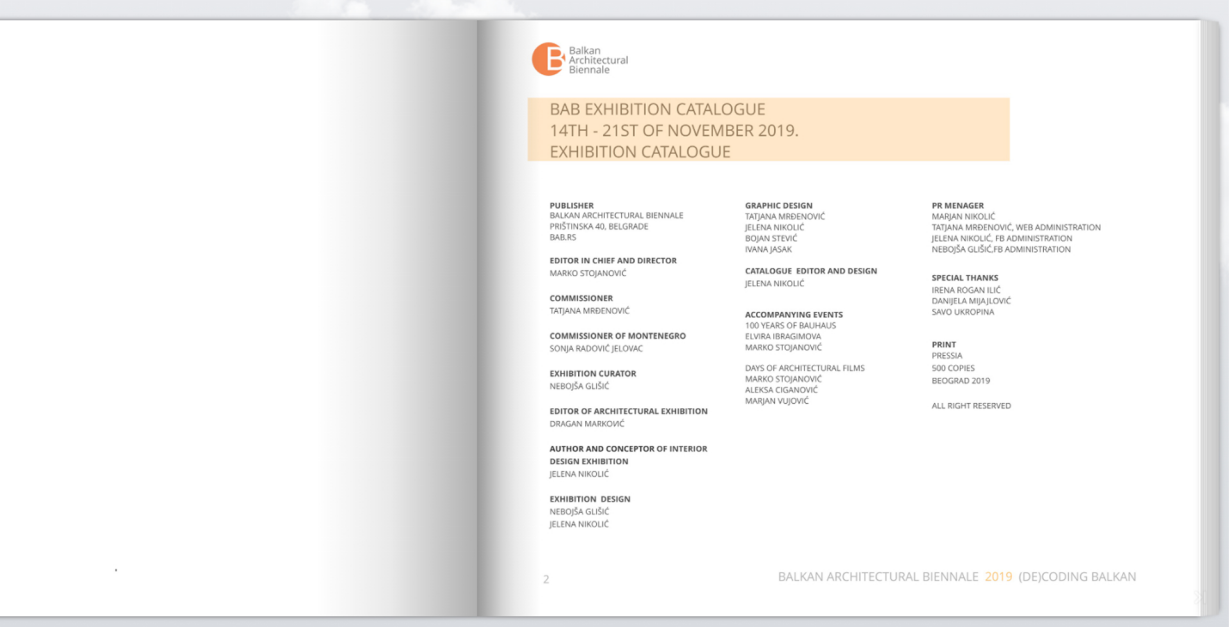 Balkan
Architectural
Biennale
BAB EXHIBITION CATALOGUE
14TH - 21ST OF NOVEMBER 2019.
EXHIBITION CATALOGUE
PUBLISHER
BALKAN ARCHITECTURAL BIENNALE
PRIŠTINSKA 40, BELGRADE
BAB.RS
EDITOR IN CHIEF AND DIRECTOR
MARKO STOJANOVIĆ
COMMISSIONER
TATJANA MRĐENOVIĆ
COMMISSIONER OF MONTENEGRO
SONJA RADOVIĆ JELOVAC
EXHIBITION CURATOR
NEBOJŠA GLIŠIĆ
EDITOR OF ARCHITECTURAL EXHIBITION
DRAGAN MARKOVIĆ
AUTHOR AND CONCEPTOR OF INTERIOR
DESIGN EXHIBITION
JELENA NIKOLIĆ
EXHIBITION DESIGN
NEBOJŠA GLIŠIĆ
JELENA NIKOLIĆ
GRAPHIC DESIGN
TATJANA MRĐENOVIĆ
JELENA NIKOLIĆ
BOJAN STEVIĆ
IVANA JASAK
CATALOGUE EDITOR AND DESIGN
JELENA NIKOLIĆ
ACCOMPANYING EVENTS
100 YEARS OF BAUHAUS
ELVIRA IBRAGIMOVA
MARKO STOJANOVIĆ
DAYS OF ARCHITECTURAL FILMS
MARKO STOJANOVIĆ
ALEKSA CIGANOVIĆ
MARJAN VUJOVIĆ
PR MENAGER
MARJAN NIKOLIĆ
TATJANA MRĐENOVIĆ, WEB ADMINISTRATION
JELENA NIKOLIĆ, FB ADMINISTRATION
NEBOJŠA GLIŠIĆ,FB ADMINISTRATION
SPECIAL THANKS
IRENA ROGAN ILIĆ
DANIJELA MIJAJLOVIĆ
SAVO UKROPINA
PRINT
PRESSIA
500 COPIES
BEOGRAD 2019
ALL RIGHT RESERVED
2
BALKAN ARCHITECTURAL BIENNALE 2019 (DE)CODING BALKAN